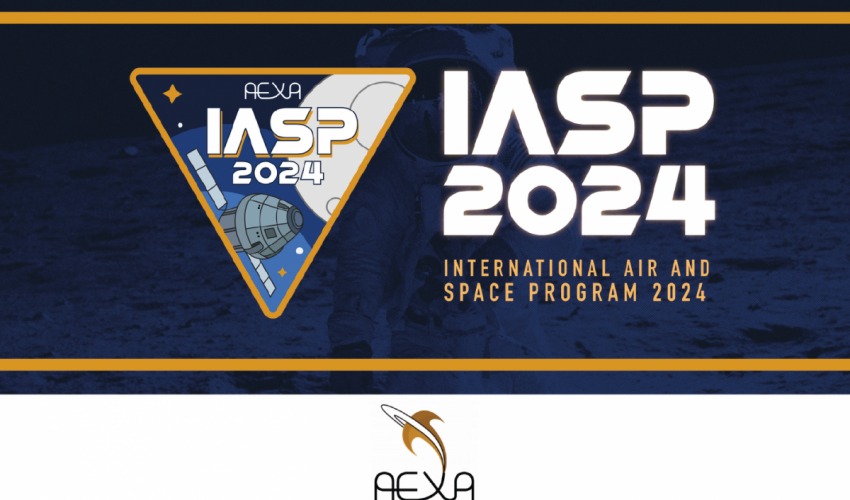 AEXA
IASP
2024
IASP
2024
INTERNATIONAL AIR AND
SPACE PROGRAM 2024
AEXA